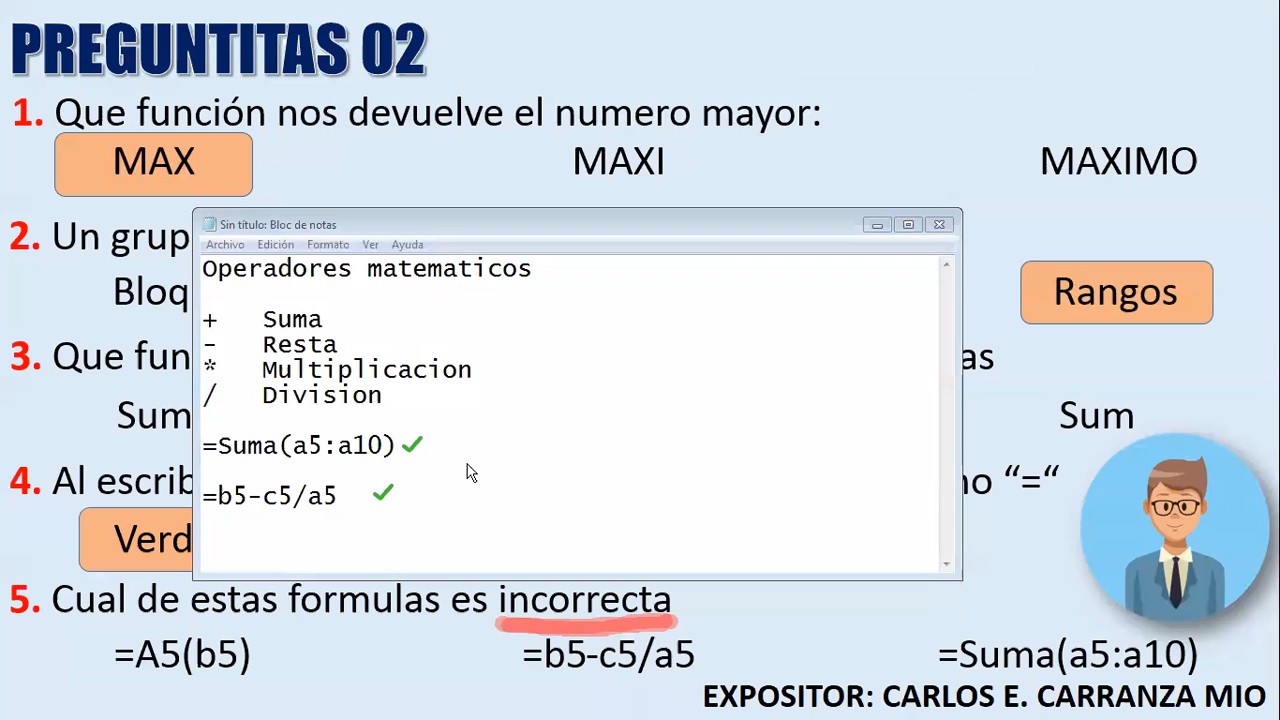 PREGUNTITAS 02
1. Que función nos devuelve el numero mayor:
MAX MAXI MAXIMO
2. Un grup
Bloq Rangos
3. Que fun as
Sum Sum
4. Al escrib no “=“
Verd
Sin título: Bloc de notas
Archivo Edición Formato Ver Ayuda
Operadores matematicos
+ Suma
- Resta
* Multiplicacion
/ Division
=Suma(a5:a10)
=b5-c5/a5
5. Cual de estas formulas es incorrecta
=A5(b5) =b5-c5/a5 =Suma(a5:a10)
EXPOSITOR: CARLOS E. CARRANZA MIO